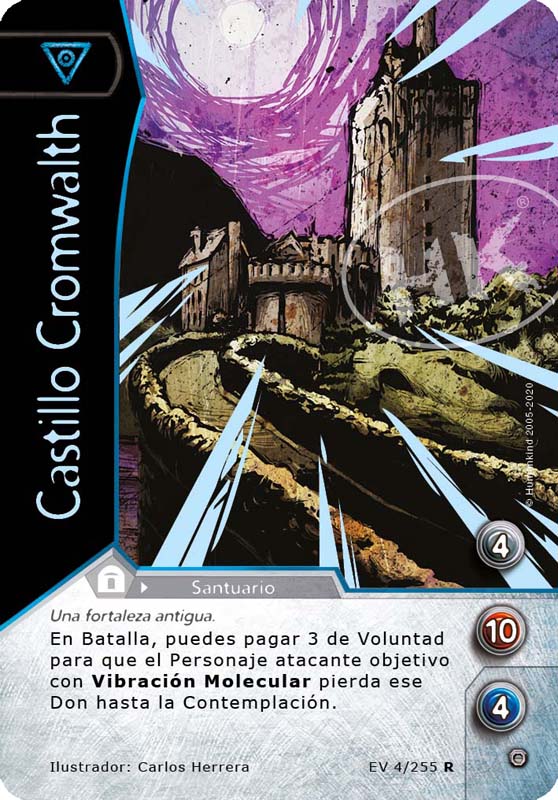 Castillo Cromwalth
HK®
© Humankind 2005-2020
4
Santuario
Una fortaleza antigua.
10
En Batalla, puedes pagar 3 de Voluntad
para que el Personaje atacante objetivo
con Vibración Molecular pierda ese
Don hasta la Contemplación.
4
Ilustrador: Carlos Herrera
EV 4/255 R